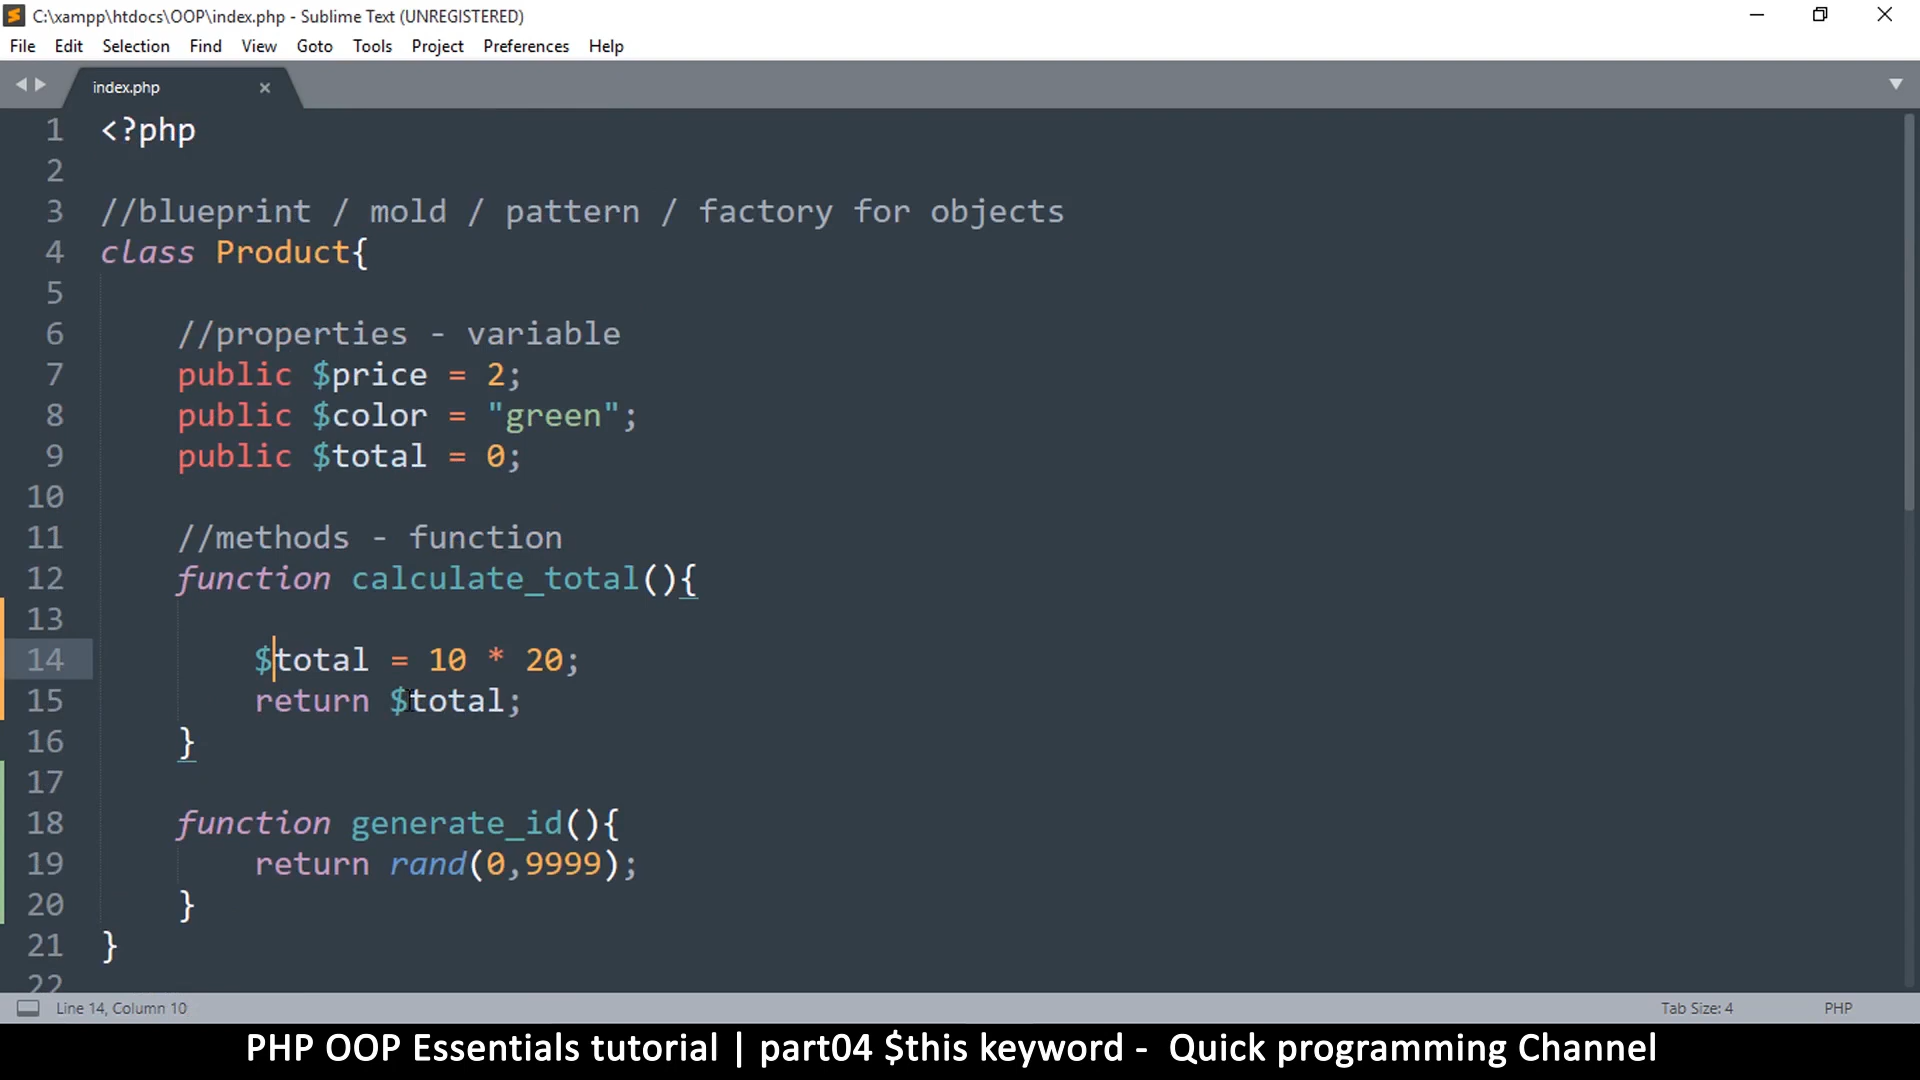 C:\xampp\htdocs\OOP\index.php - Sublime Text (UNREGISTERED)
File Edit Selection Find View Goto Tools Project Preferences Help
index.php
1 <?php
2
3 //blueprint / mold / pattern / factory for objects
4 class Product{
5
6 //properties - variable
7 public $price = 2;
8 public $color = "green";
9 public $total = 0;
10
11 //methods - function
12 function calculate_total(){
13
14 $total = 10 * 20;
15 return $total;
16 }
17
18 function generate_id(){
19 return rand(0,9999);
20 }
21 }
22
Line 14, Column 10 Tab Size: 4 PHP
PHP OOP Essentials tutorial | part04 $this keyword - Quick programming Channel